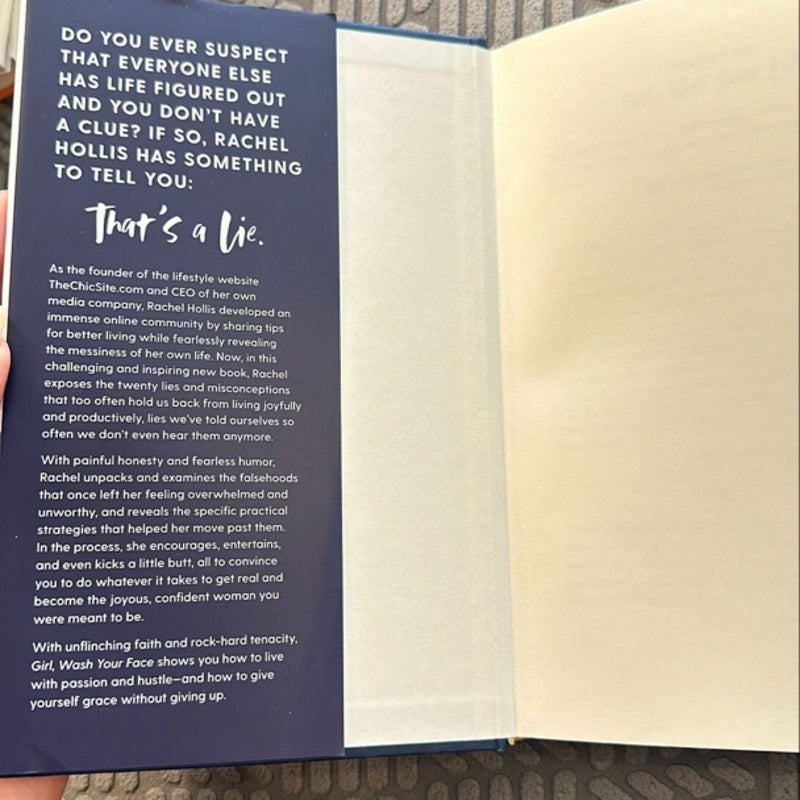 DO YOU EVER SUSPECT
THAT EVERYONE ELSE
HAS LIFE FIGURED OUT
AND YOU DON'T HAVE
A CLUE? IF SO, RACHEL
HOLLIS HAS SOMETHING
TO TELL YOU:
That's a Lie.
As the founder of the lifestyle website
TheChicSite.com and CEO of her own
media company, Rachel Hollis developed an
immense online community by sharing tips
for better living while fearlessly revealing
the messiness of her own life. Now, in this
challenging and inspiring new book, Rachel
exposes the twenty lies and misconceptions
that too often hold us back from living joyfully
and productively, lies we've told ourselves so
often we don't even hear them anymore.
With painful honesty and fearless humor,
Rachel unpacks and examines the falsehoods
that once left her feeling overwhelmed and
unworthy, and reveals the specific practical
strategies that helped her move past them.
In the process, she encourages, entertains,
and even kicks a little butt, all to convince
you to do whatever it takes to get real and
become the joyous, confident woman you
were meant to be.
With unflinching faith and rock-hard tenacity,
Girl, Wash Your Face shows you how to live
with passion and hustle—and how to give
yourself grace without giving up.